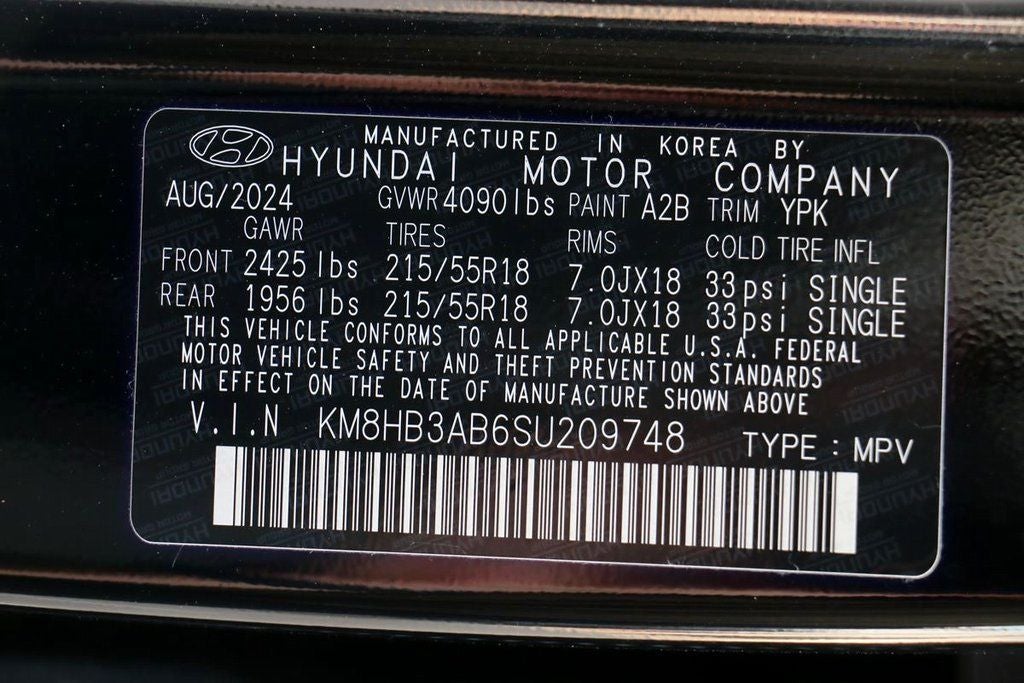 MANUFACTURED IN KOREA BY
HYUNDAI MOTOR COMPANY
AUG/2024 GVWR 4090 lbs PAINT A2B TRIM YPK
GAWR TIRES RIMS COLD TIRE INFL
FRONT 2425 lbs 215/55R18 7.0JX18 33psi SINGLE
REAR 1956 lbs 215/55R18 7.0JX18 33psi SINGLE
THIS VEHICLE CONFORMS TO ALL APPLICABLE U.S.A. FEDERAL
MOTOR VEHICLE SAFETY AND THEFT PREVENTION STANDARDS
IN EFFECT ON THE DATE OF MANUFACTURE SHOWN ABOVE
V.I.N KM8HB3AB6SU209748 TYPE : MPV